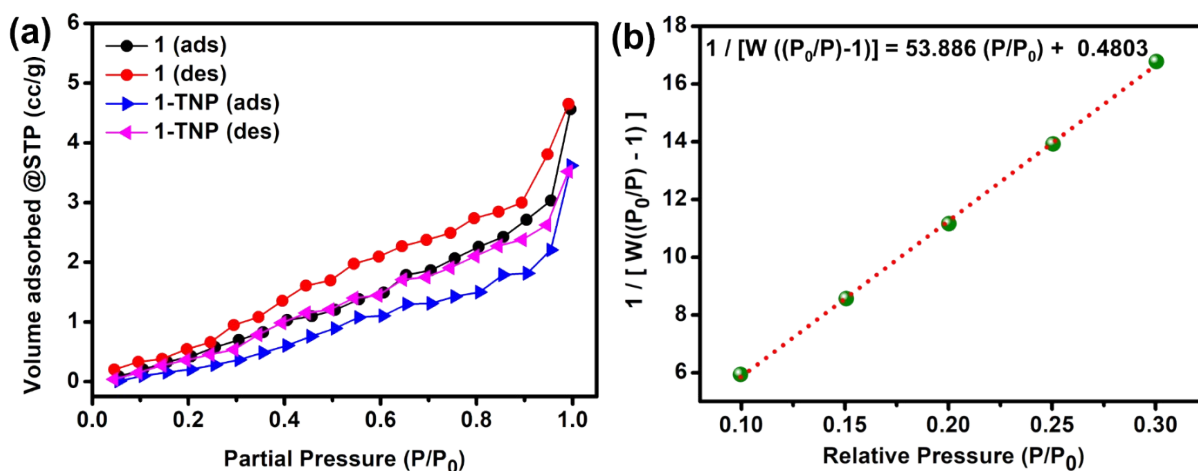 (a)
1 (ads)
1 (des)
1-TNP (ads)
1-TNP (des)
Volume adsorbed @STP (cc/g)
6
5
4
3
2
1
0
0.0 0.2 0.4 0.6 0.8 1.0
Partial Pressure (P/P₀)
(b)
1 / [W ((P₀/P)-1)] = 53.886 (P/P₀) + 0.4803
1 / [ W((P₀/P) - 1) ]
18
16
14
12
10
8
6
0.10 0.15 0.20 0.25 0.30
Relative Pressure (P/P₀)